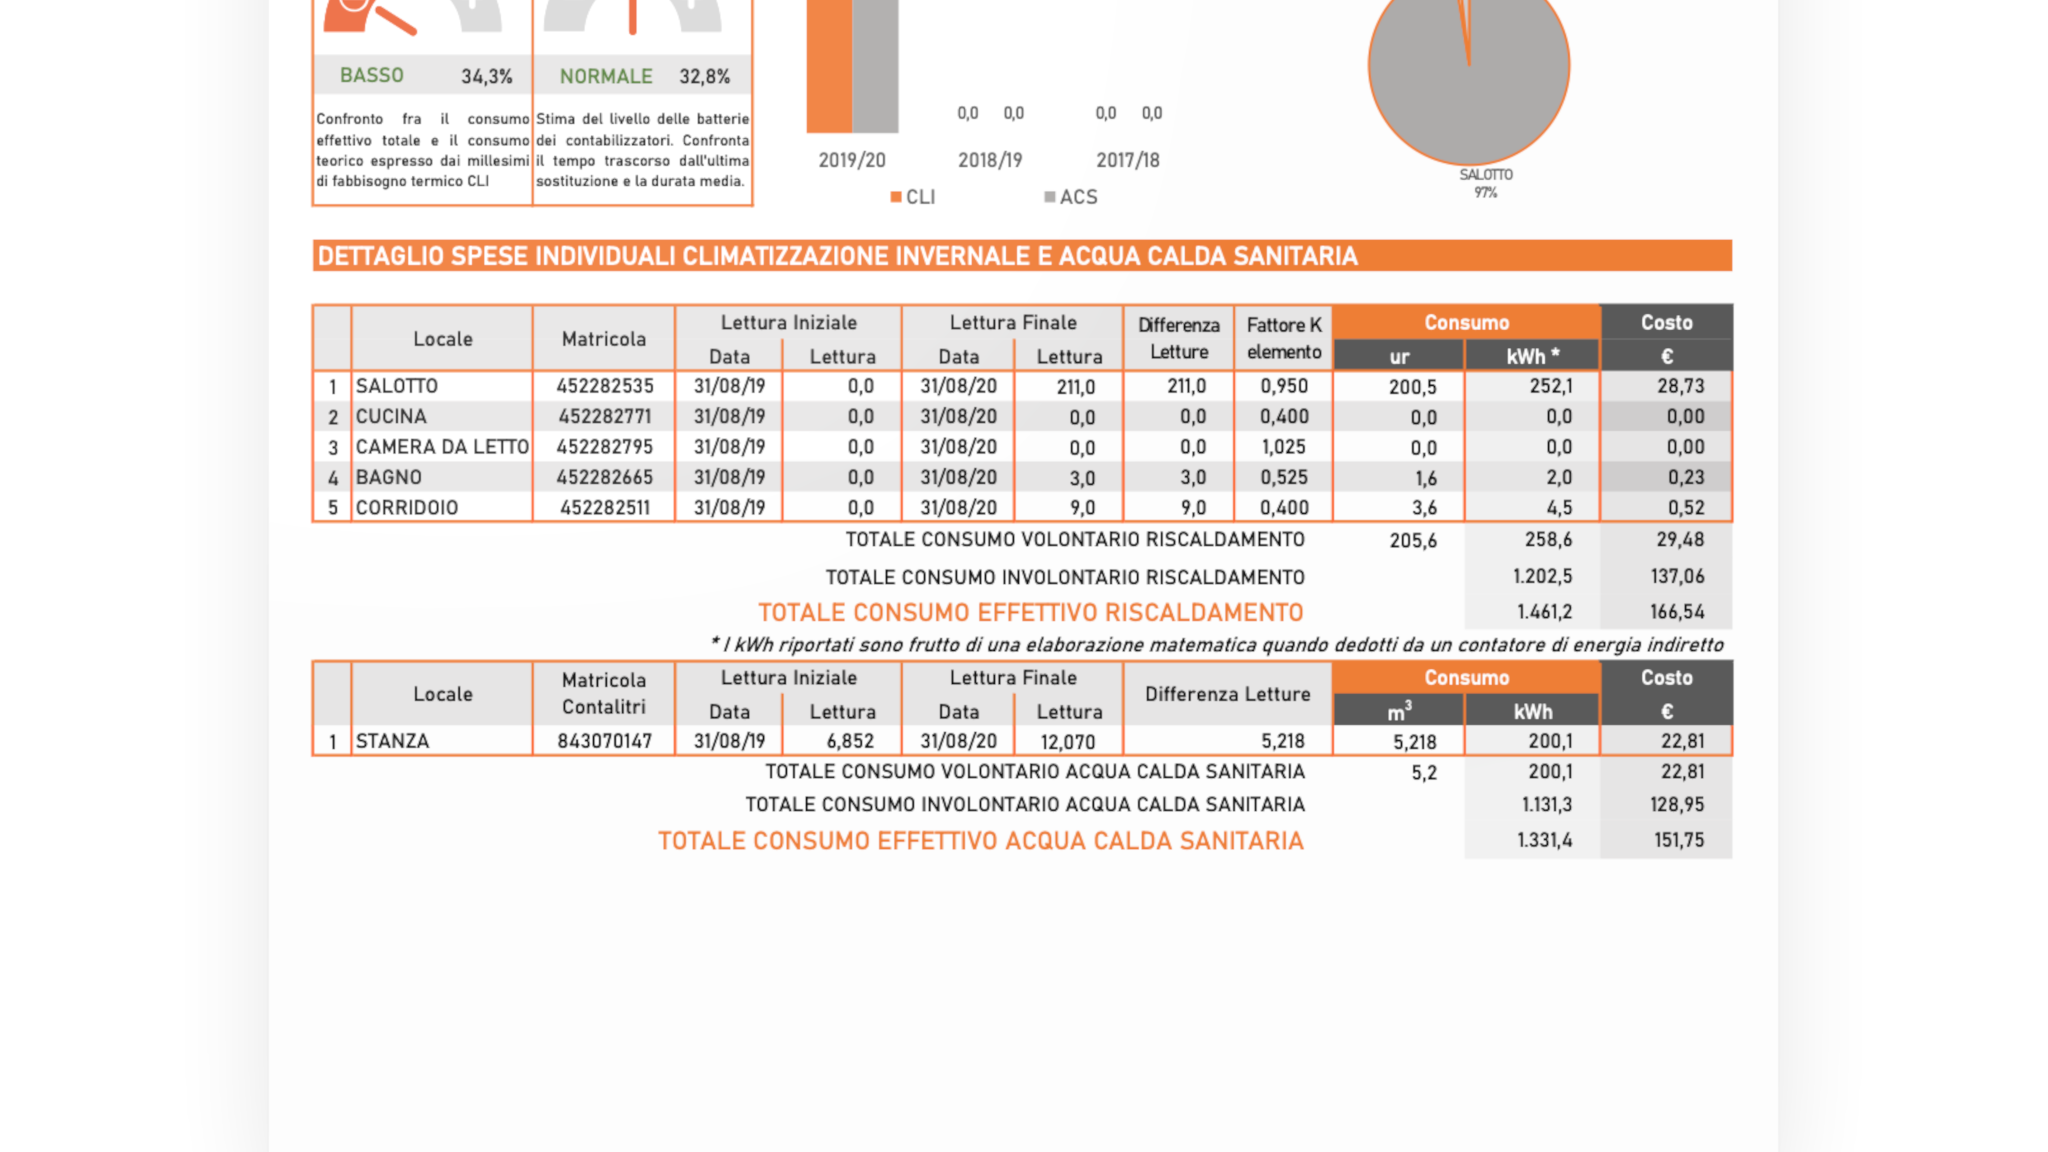 BASSO 34,3% NORMALE 32,8%
Confronto fra il consumo
effettivo totale e il consumo
teorico espresso dai millesimi
di fabbisogno termico CLI
Stima del livello delle batterie
dei contabilizzatori. Confronta
il tempo trascorso dall'ultima
sostituzione e la durata media.
0,0 0,0 0,0 0,0
2019/20 2018/19 2017/18
CLI ACS
SALOTTO
97%
DETTAGLIO SPESE INDIVIDUALI CLIMATIZZAZIONE INVERNALE E ACQUA CALDA SANITARIA
Locale Matricola Lettura Iniziale Lettura Finale Differenza Letture Fattore K elemento Consumo Costo
Data Lettura Data Lettura ur kWh * €
1 SALOTTO 452282535 31/08/19 0,0 31/08/20 211,0 211,0 0,950 200,5 252,1 28,73
2 CUCINA 452282771 31/08/19 0,0 31/08/20 0,0 0,0 0,400 0,0 0,0 0,00
3 CAMERA DA LETTO 452282795 31/08/19 0,0 31/08/20 0,0 0,0 1,025 0,0 0,0 0,00
4 BAGNO 452282665 31/08/19 0,0 31/08/20 3,0 3,0 0,525 1,6 2,0 0,23
5 CORRIDOIO 452282511 31/08/19 0,0 31/08/20 9,0 9,0 0,400 3,6 4,5 0,52
TOTALE CONSUMO VOLONTARIO RISCALDAMENTO 205,6 258,6 29,48
TOTALE CONSUMO INVOLONTARIO RISCALDAMENTO 1.202,5 137,06
TOTALE CONSUMO EFFETTIVO RISCALDAMENTO 1.461,2 166,54
* I kWh riportati sono frutto di una elaborazione matematica quando dedotti da un contatore di energia indiretto
Locale Matricola Contalitri Lettura Iniziale Lettura Finale Differenza Letture Consumo Costo
Data Lettura Data Lettura m³ kWh €
1 STANZA 843070147 31/08/19 6,852 31/08/20 12,070 5,218 5,218 200,1 22,81
TOTALE CONSUMO VOLONTARIO ACQUA CALDA SANITARIA 5,2 200,1 22,81
TOTALE CONSUMO INVOLONTARIO ACQUA CALDA SANITARIA 1.131,3 128,95
TOTALE CONSUMO EFFETTIVO ACQUA CALDA SANITARIA 1.331,4 151,75